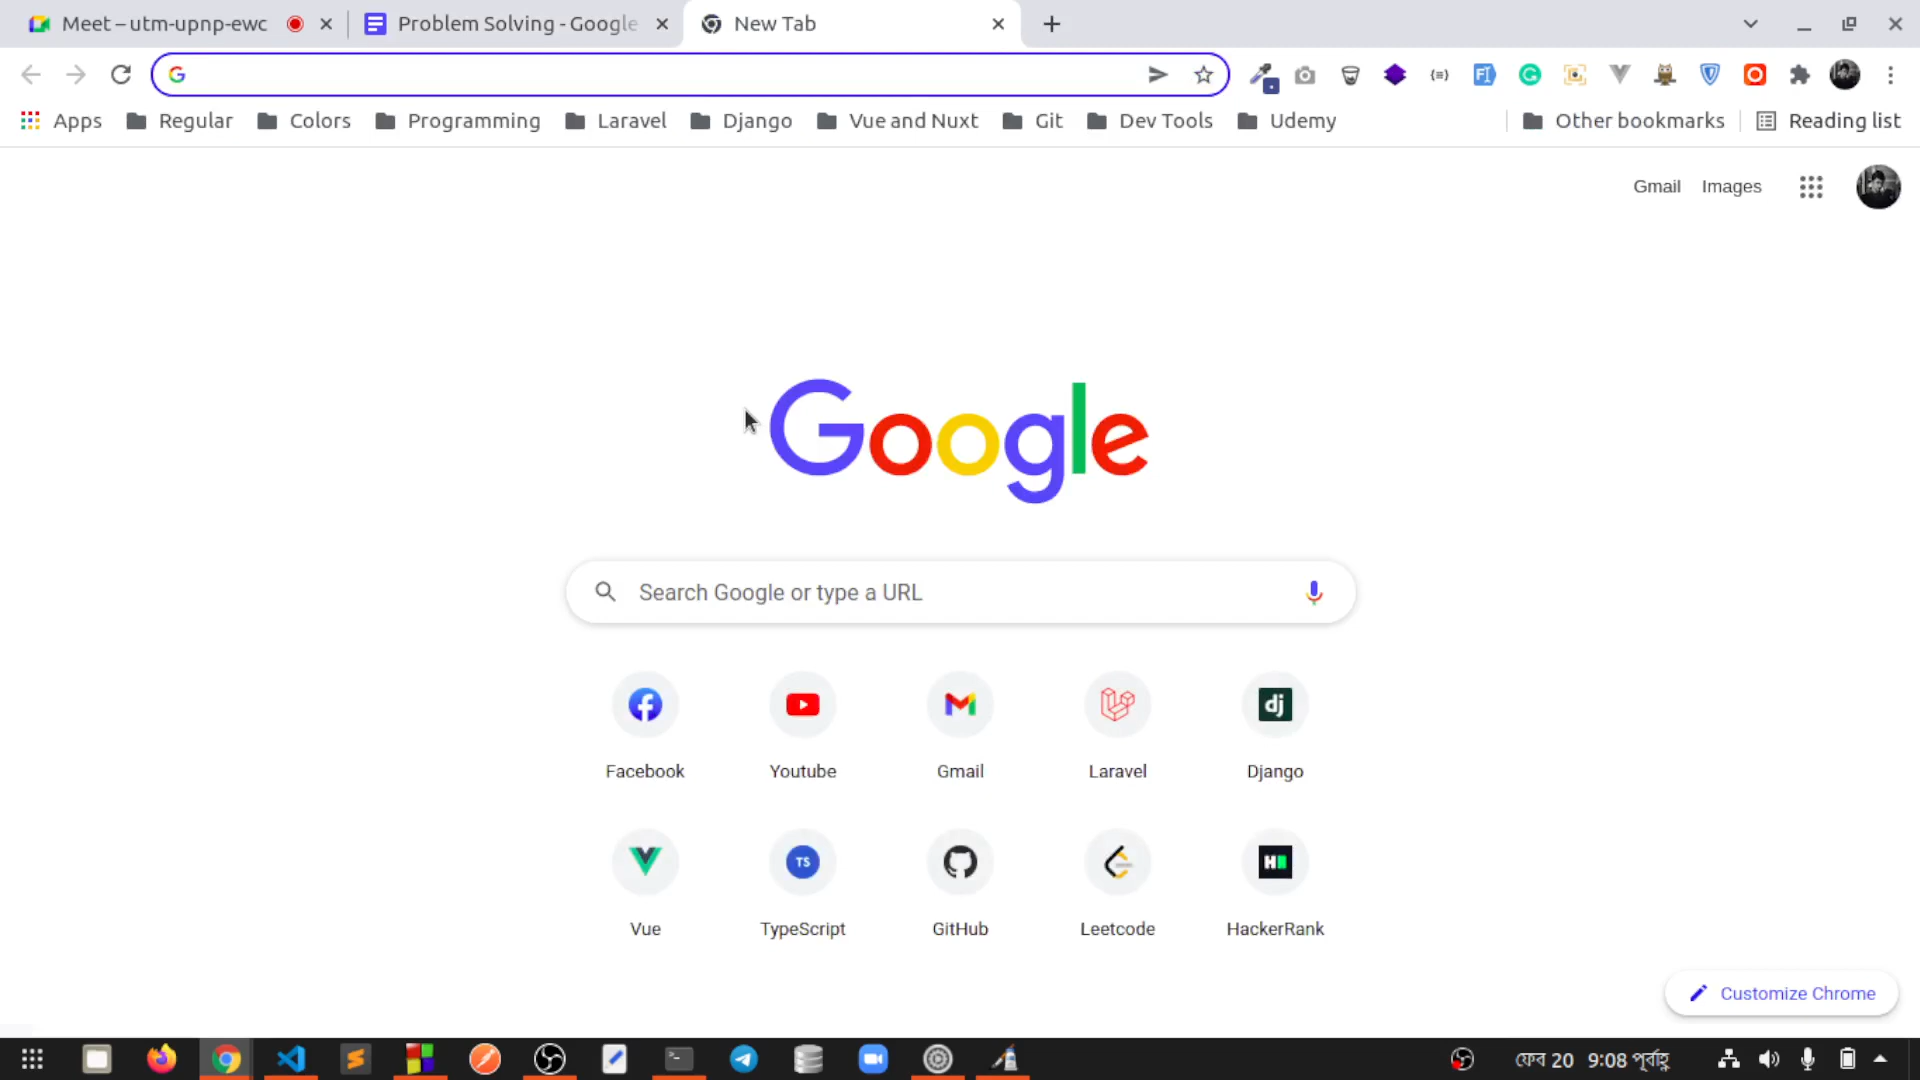 Meet – utm-upnp-ewc
Problem Solving - Google
New Tab
Apps Regular Colors Programming Laravel Django Vue and Nuxt Git Dev Tools Udemy Other bookmarks Reading list
Gmail Images
Google
Search Google or type a URL
Facebook Youtube Gmail Laravel Django
TS
Vue TypeScript GitHub Leetcode HackerRank
Customize Chrome
ফেব 20 9:08 পূর্বাহ্ণ